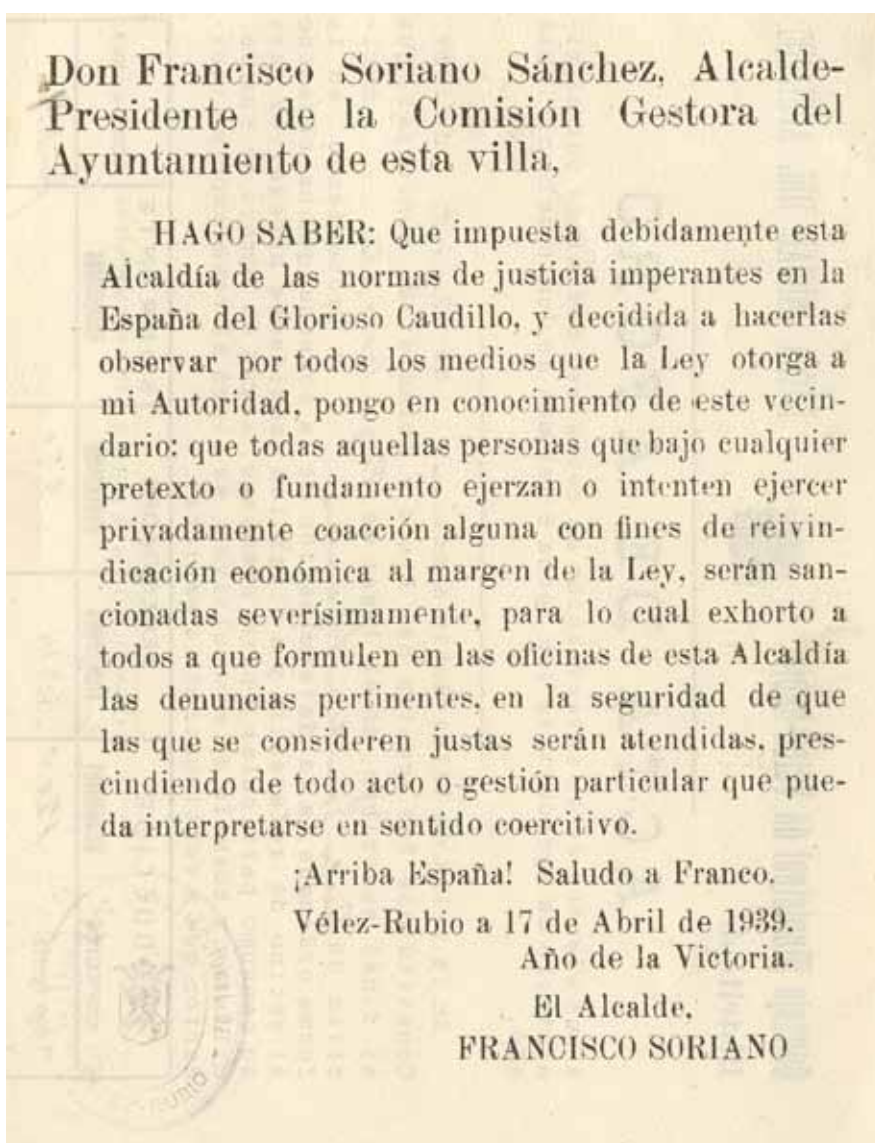 Don Francisco Soriano Sánchez, Alcalde-
Presidente de la Comisión Gestora del
Ayuntamiento de esta villa,
HAGO SABER: Que impuesta debidamente esta
Alcaldía de las normas de justicia imperantes en la
España del Glorioso Caudillo, y decidida a hacerlas
observar por todos los medios que la Ley otorga a
mi Autoridad, pongo en conocimiento de este vecin-
dario: que todas aquellas personas que bajo cualquier
pretexto o fundamento ejerzan o intenten ejercer
privadamente coacción alguna con fines de reivin-
dicación económica al margen de la Ley, serán san-
cionadas severísimamente, para lo cual exhorto a
todos a que formulen en las oficinas de esta Alcaldía
las denuncias pertinentes, en la seguridad de que
las que se consideren justas serán atendidas, pres-
cindiendo de todo acto o gestión particular que pue-
da interpretarse en sentido coercitivo.
¡Arriba España! Saludo a Franco.
Vélez-Rubio a 17 de Abril de 1939.
Año de la Victoria.
El Alcalde,
FRANCISCO SORIANO